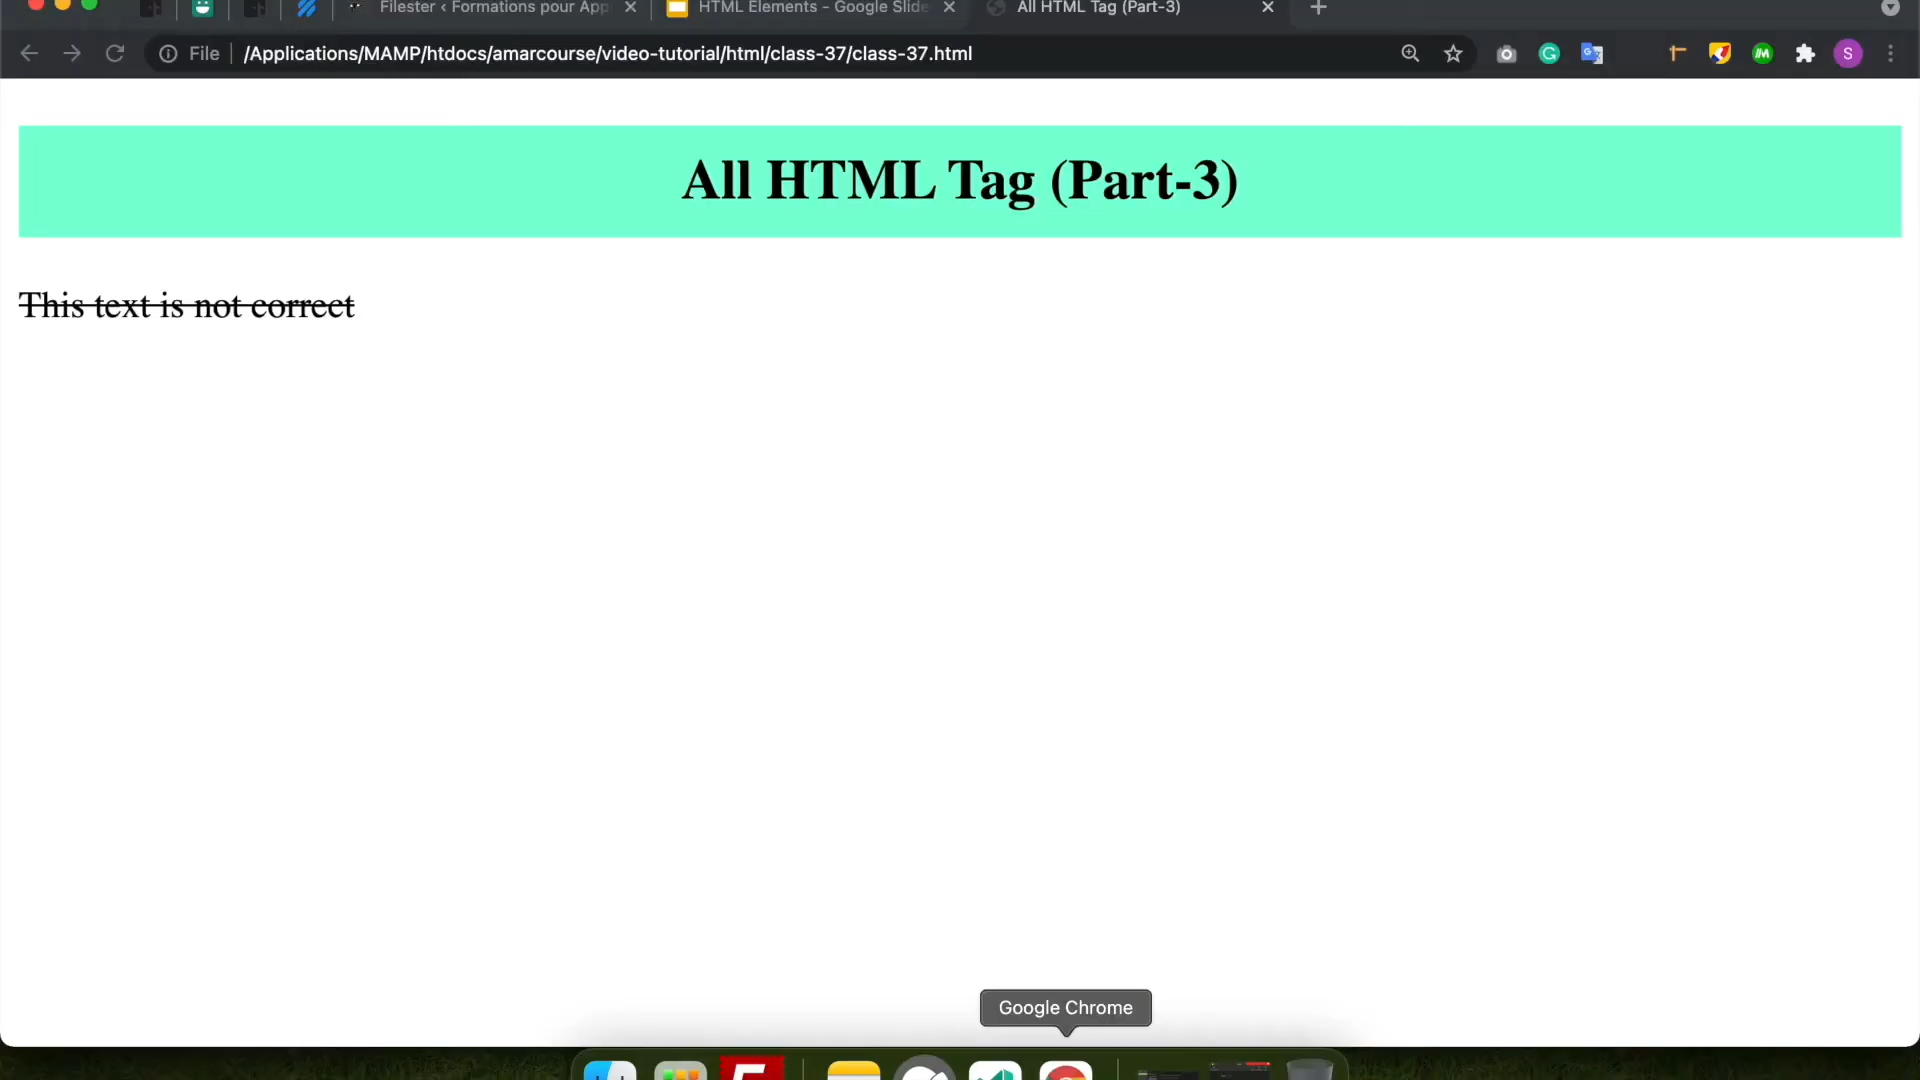 Filester ‹ Formations pour App
HTML Elements - Google Slide
All HTML Tag (Part-3)
File
/Applications/MAMP/htdocs/amarcourse/video-tutorial/html/class-37/class-37.html
S
All HTML Tag (Part-3)
This text is not correct
Google Chrome